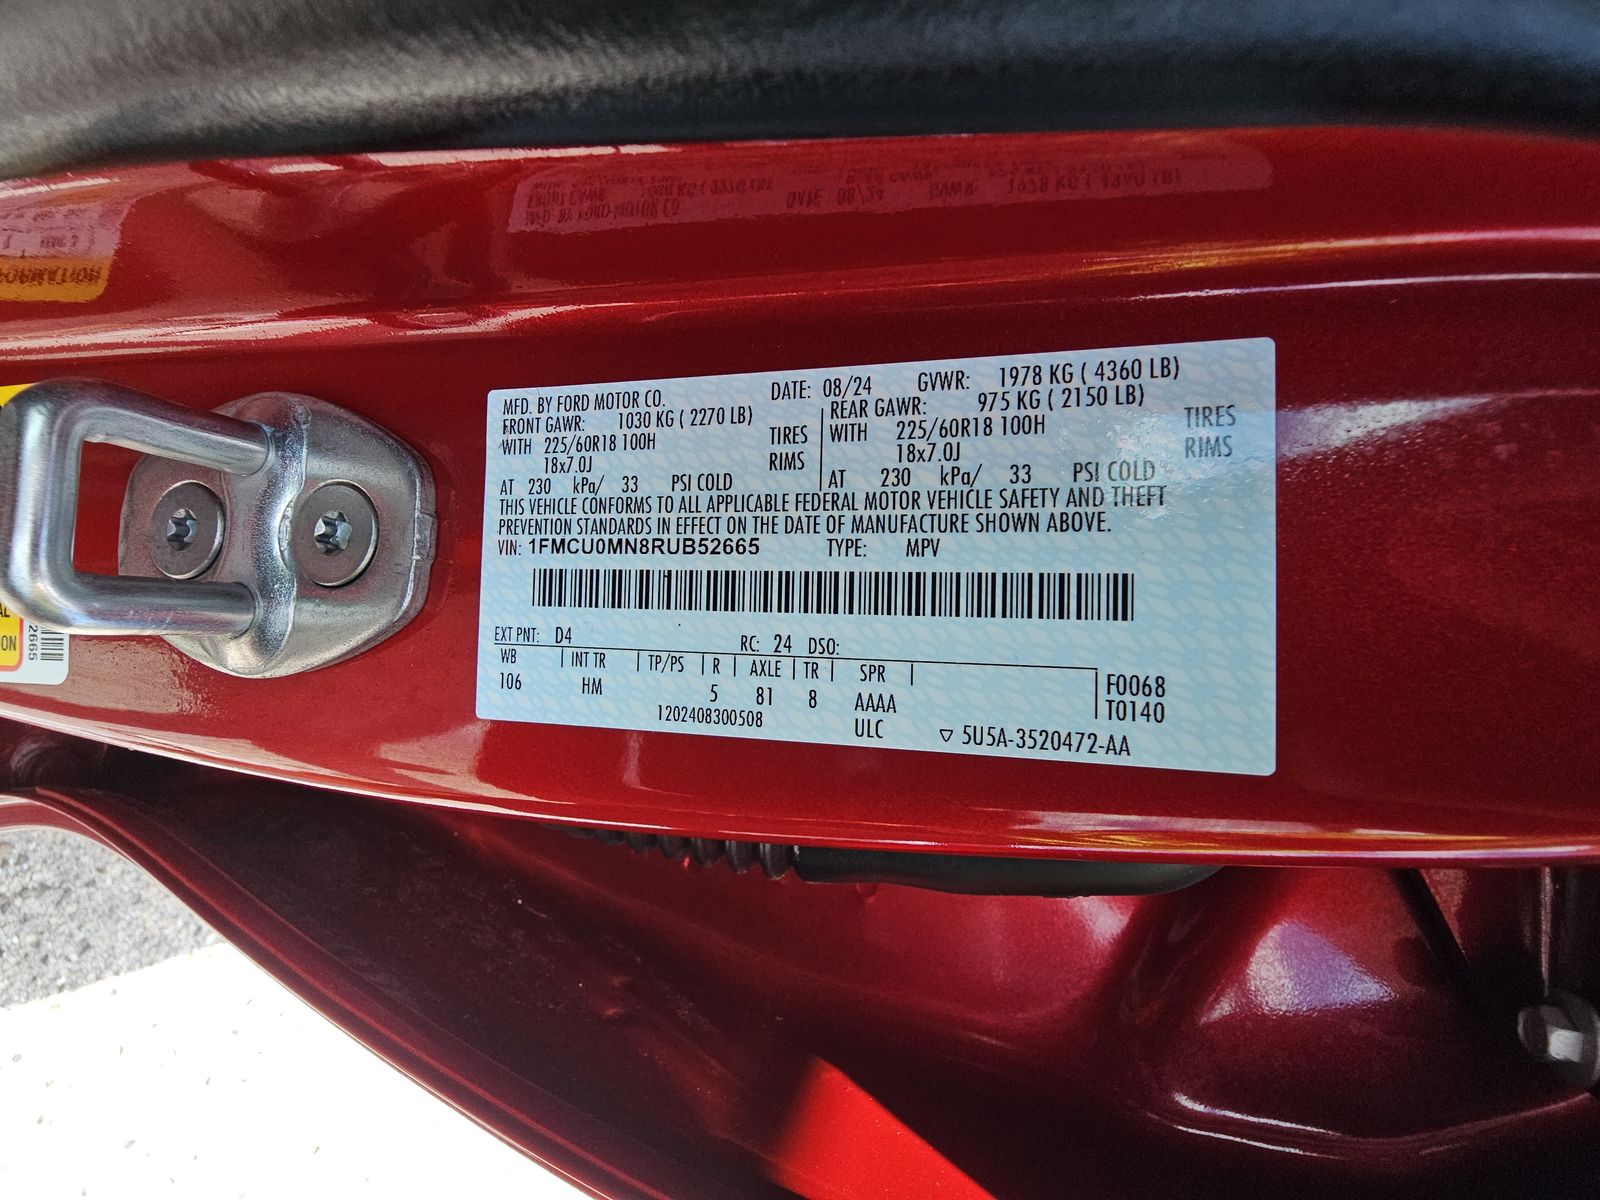 MFD. BY FORD MOTOR CO. DATE: 08/24 GVWR: 1978 KG ( 4360 LB)
FRONT GAWR: 1030 KG ( 2270 LB) REAR GAWR: 975 KG ( 2150 LB)
WITH 225/60R18 100H TIRES WITH 225/60R18 100H TIRES
18x7.0J RIMS 18x7.0J RIMS
AT 230 kPa/ 33 PSI COLD AT 230 kPa/ 33 PSI COLD
THIS VEHICLE CONFORMS TO ALL APPLICABLE FEDERAL MOTOR VEHICLE SAFETY AND THEFT
PREVENTION STANDARDS IN EFFECT ON THE DATE OF MANUFACTURE SHOWN ABOVE.
VIN: 1FMCU0MN8RUB52665 TYPE: MPV
EXT PNT: D4 RC: 24 DSO:
WB | INT TR | TP/PS | R | AXLE | TR | SPR |
106 HM 5 81 8 AAAA F0068
1202408300508 ULC T0140
▽ 5U5A-3520472-AA
2665